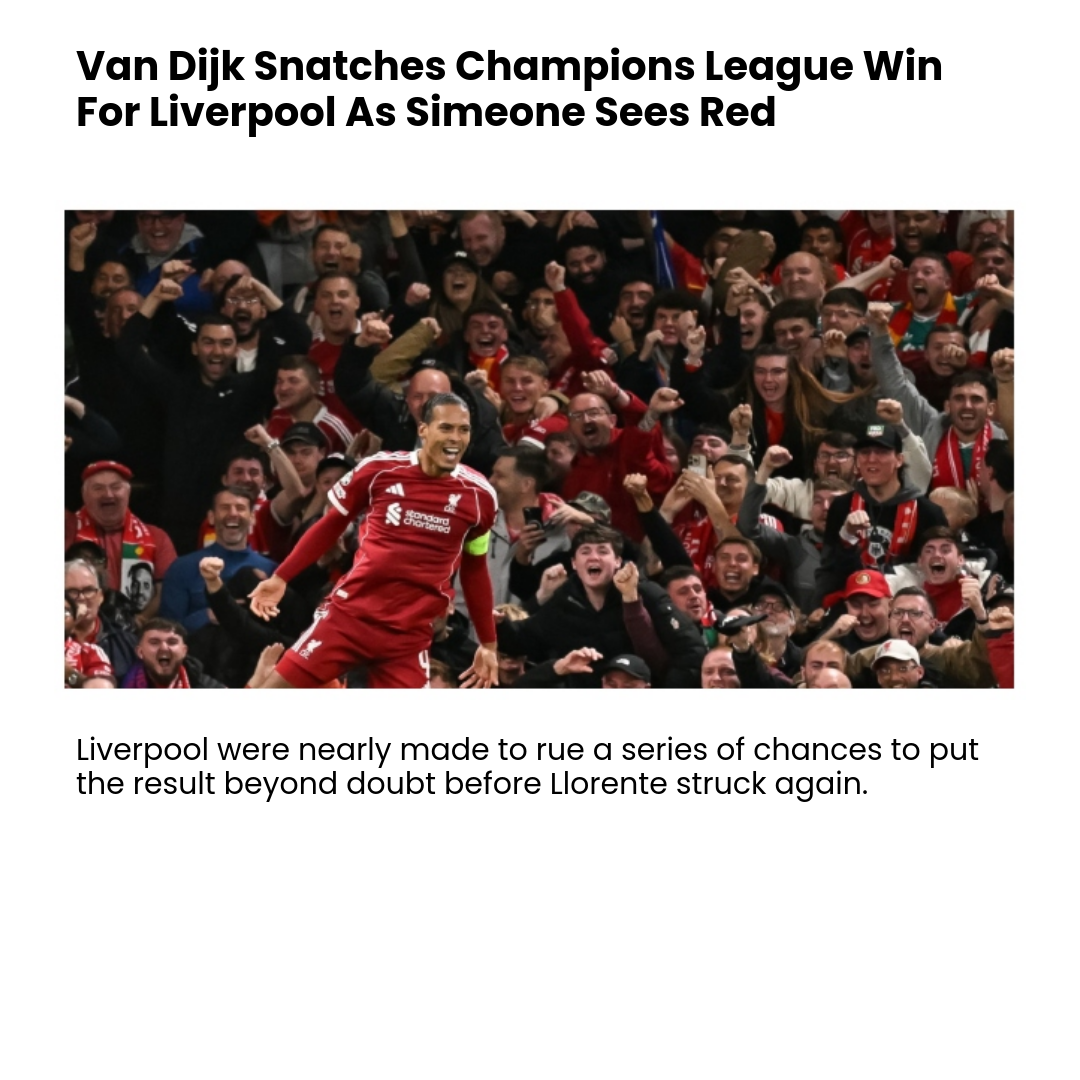 Van Dijk Snatches Champions League Win
For Liverpool As Simeone Sees Red
standard
chartered
Liverpool were nearly made to rue a series of chances to put
the result beyond doubt before Llorente struck again.